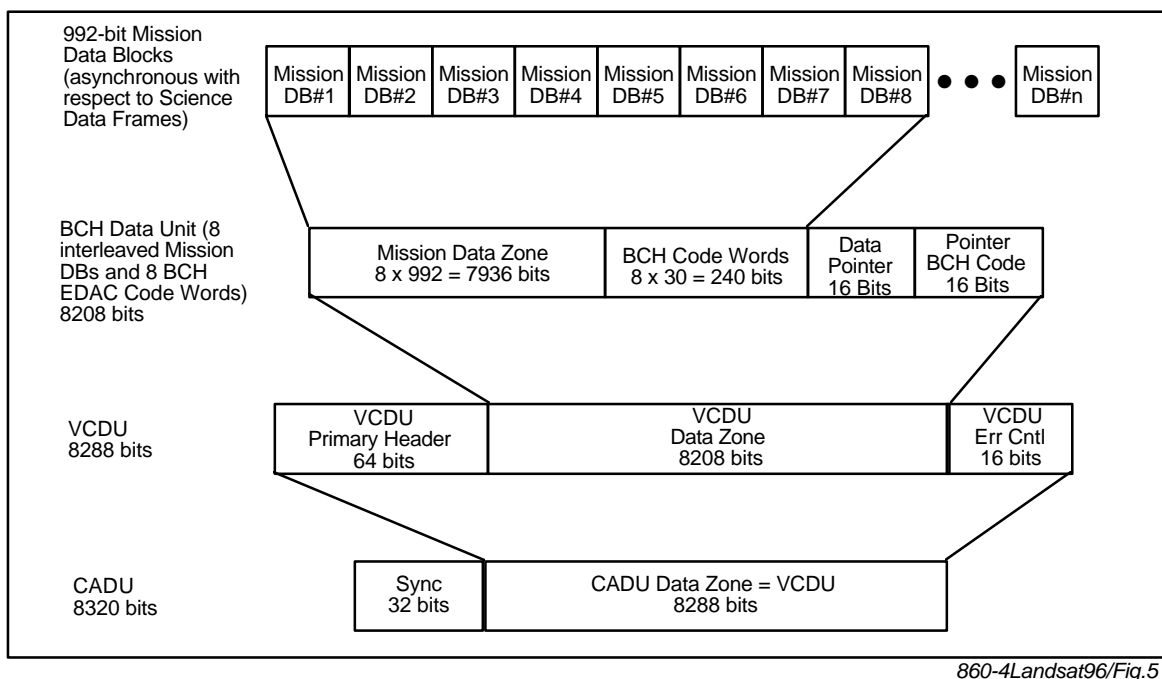 992-bit Mission
Data Blocks
(asynchronous with
respect to Science
Data Frames)
Mission DB#1
Mission DB#2
Mission DB#3
Mission DB#4
Mission DB#5
Mission DB#6
Mission DB#7
Mission DB#8
• • •
Mission DB#n
BCH Data Unit (8
interleaved Mission
DBs and 8 BCH
EDAC Code Words)
8208 bits
Mission Data Zone
8 x 992 = 7936 bits
BCH Code Words
8 x 30 = 240 bits
Data
Pointer
16 Bits
Pointer
BCH Code
16 Bits
VCDU
8288 bits
VCDU
Primary Header
64 bits
VCDU
Data Zone
8208 bits
VCDU
Err Cntl
16 bits
CADU
8320 bits
Sync
32 bits
CADU Data Zone = VCDU
8288 bits
860-4Landsat96/Fig.5